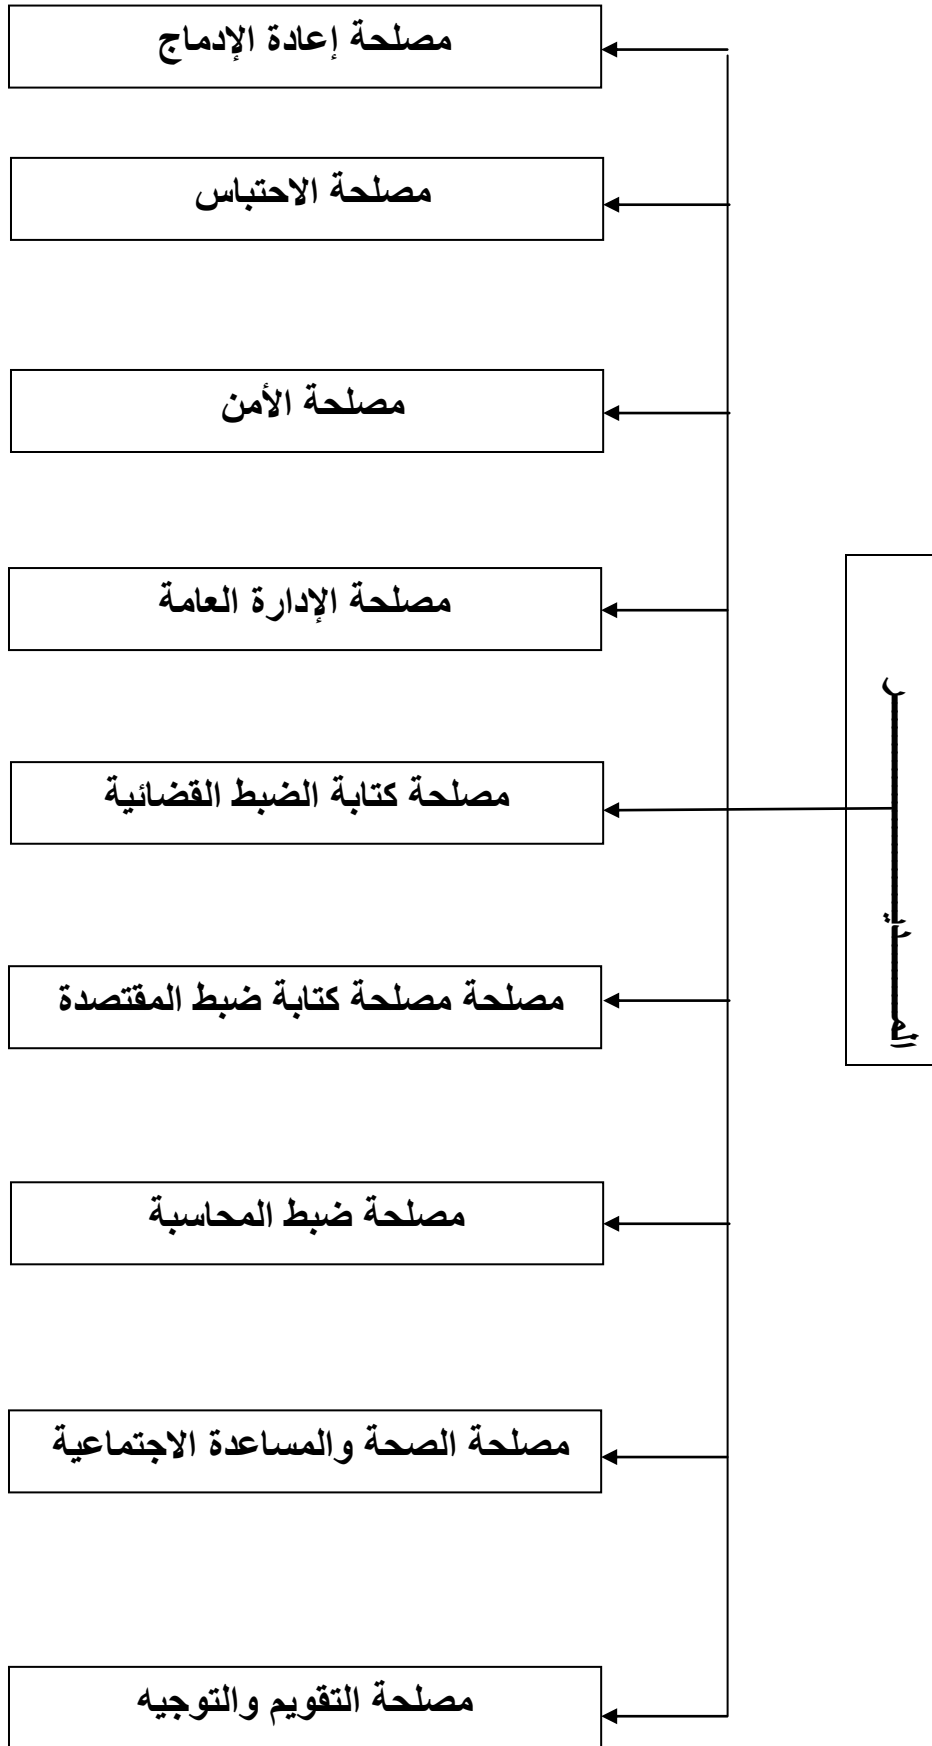 مصلحة إعادة الإدماج
مصلحة الاحتباس
مصلحة الأمن
مصلحة الإدارة العامة
مصلحة كتابة الضبط القضائية
مصلحة مصلحة كتابة ضبط المقتصدة
مصلحة ضبط المحاسبة
مصلحة الصحة والمساعدة الاجتماعية
مصلحة التقويم والتوجيه
المديـــــــــر